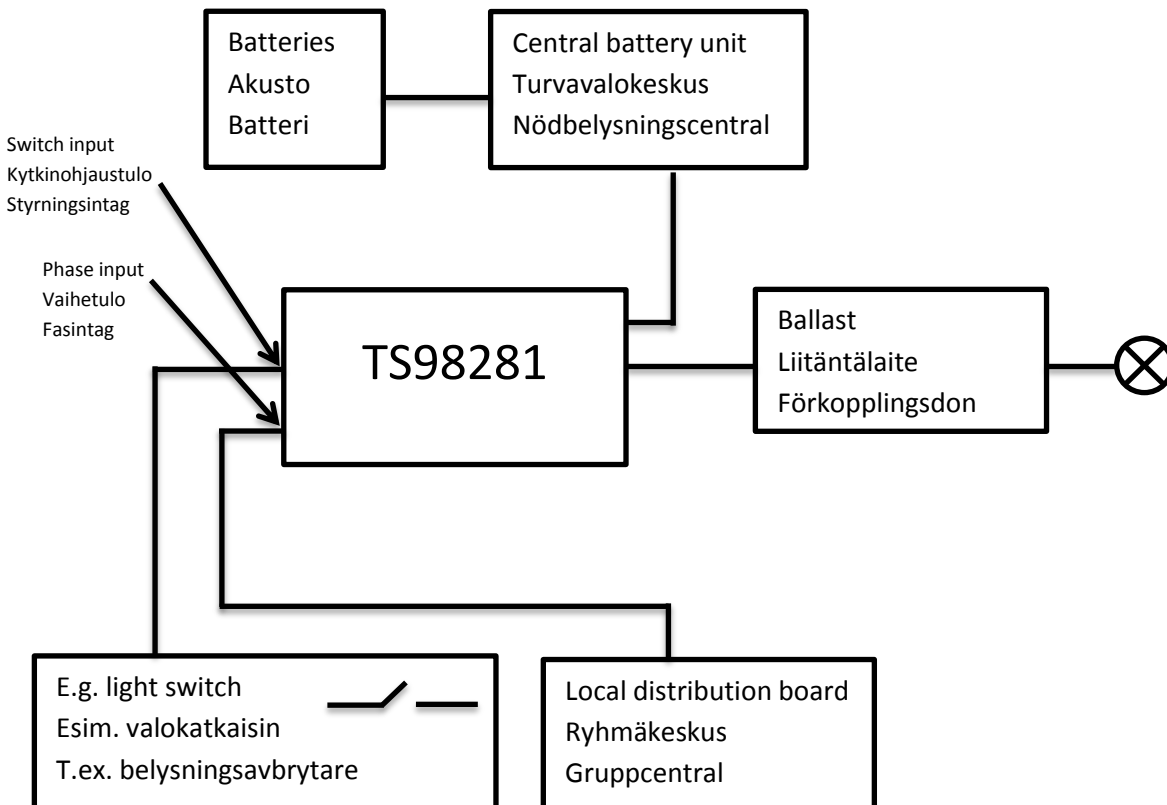 Batteries
Akusto
Batteri
Central battery unit
Turvavalokeskus
Nödbelysningscentral
Switch input
Kytkinohjaustulo
Styrningsintag
Phase input
Vaihetulo
Fasintag
TS98281
Ballast
Liitäntälaite
Förkopplingsdon
E.g. light switch
Esim. valokatkaisin
T.ex. belysningsavbrytare
Local distribution board
Ryhmäkeskus
Gruppcentral